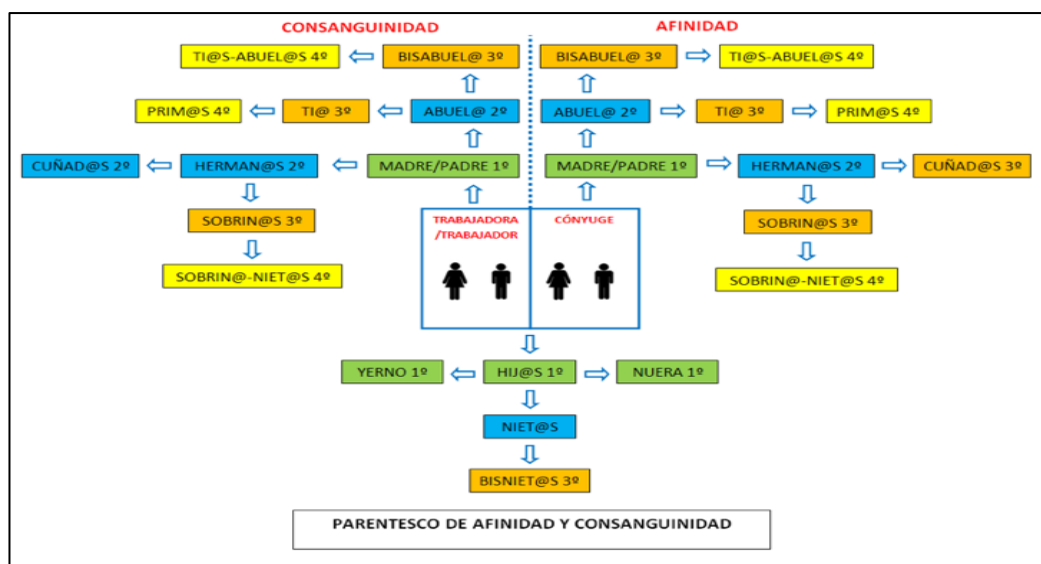 CONSANGUINIDAD
AFINIDAD
TI@S-ABUEL@S 4º
BISABUEL@ 3º
BISABUEL@ 3º
TI@S-ABUEL@S 4º
PRIM@S 4º
TI@ 3º
ABUEL@ 2º
ABUEL@ 2º
TI@ 3º
PRIM@S 4º
CUÑAD@S 2º
HERMAN@S 2º
MADRE/PADRE 1º
MADRE/PADRE 1º
HERMAN@S 2º
CUÑAD@S 3º
SOBRIN@S 3º
TRABAJADORA
/TRABAJADOR
CÓNYUGE
SOBRIN@S 3º
SOBRIN@-NIET@S 4º
SOBRIN@-NIET@S 4º
YERNO 1º
HIJ@S 1º
NUERA 1º
NIET@S
BISNIET@S 3º
PARENTESCO DE AFINIDAD Y CONSANGUINIDAD